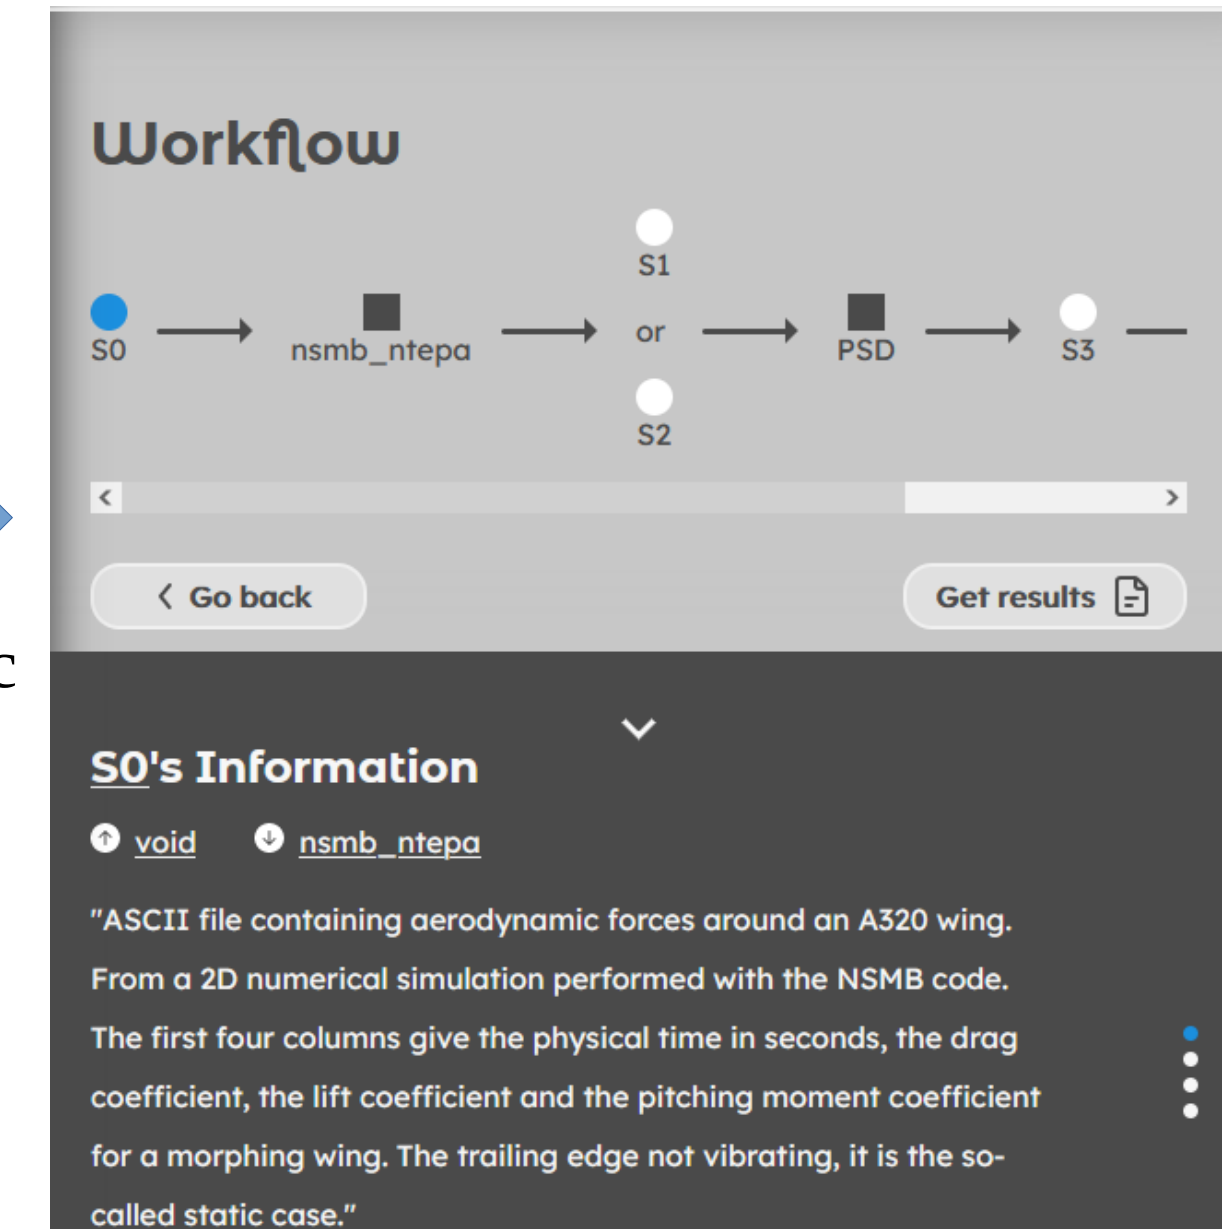 Workflow
S1
S0
nsmb_ntepa
or
PSD
S3
S2
Go back
Get results
C
S0's Information
void
nsmb_ntepa
"ASCII file containing aerodynamic forces around an A320 wing.
From a 2D numerical simulation performed with the NSMB code.
The first four columns give the physical time in seconds, the drag
coefficient, the lift coefficient and the pitching moment coefficient
for a morphing wing. The trailing edge not vibrating, it is the so-
called static case."